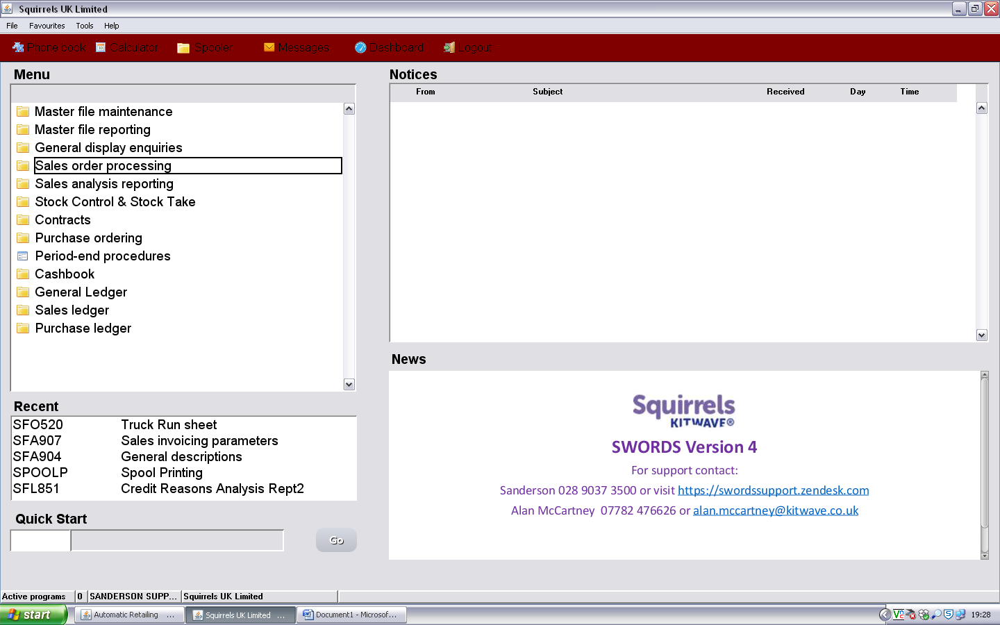 Squirrels UK Limited
File Favourites Tools Help
Phone book Calculator Spooler Messages Dashboard Logout
Menu
Master file maintenance
Master file reporting
General display enquiries
Sales order processing
Sales analysis reporting
Stock Control & Stock Take
Contracts
Purchase ordering
Period-end procedures
Cashbook
General Ledger
Sales ledger
Purchase ledger
Recent
SFO520 Truck Run sheet
SFA907 Sales invoicing parameters
SFA904 General descriptions
SPOOLP Spool Printing
SFL851 Credit Reasons Analysis Rept2
Quick Start
Go
Notices
From Subject Received Day Time
News
Squirrels
KITWAVE®
SWORDS Version 4
For support contact:
Sanderson 028 9037 3500 or visit https://swordssupport.zendesk.com
Alan McCartney 07782 476626 or alan.mccartney@kitwave.co.uk
Active programs 0 SANDERSON SUPP... Squirrels UK Limited
start Automatic Retailing ... Squirrels UK Limited ... Document1 - Microsof... 19:28